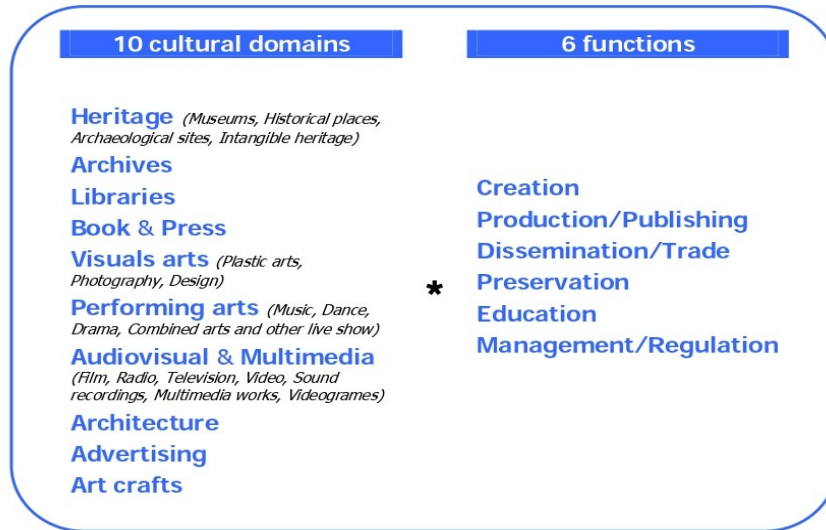 10 cultural domains
Heritage (Museums, Historical places,
Archaeological sites, Intangible heritage)
Archives
Libraries
Book & Press
Visuals arts (Plastic arts,
Photography, Design)
Performing arts (Music, Dance,
Drama, Combined arts and other live show)
Audiovisual & Multimedia
(Film, Radio, Television, Video, Sound
recordings, Multimedia works, Videogrames)
Architecture
Advertising
Art crafts
*
6 functions
Creation
Production/Publishing
Dissemination/Trade
Preservation
Education
Management/Regulation